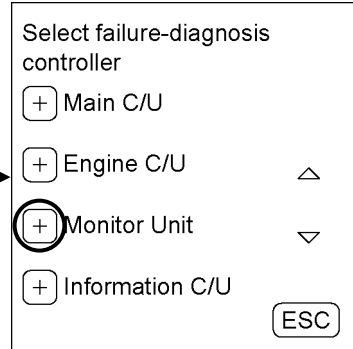 Select failure-diagnosis
controller
+ Main C/U
+ Engine C/U
+ Monitor Unit
+ Information C/U
ESC